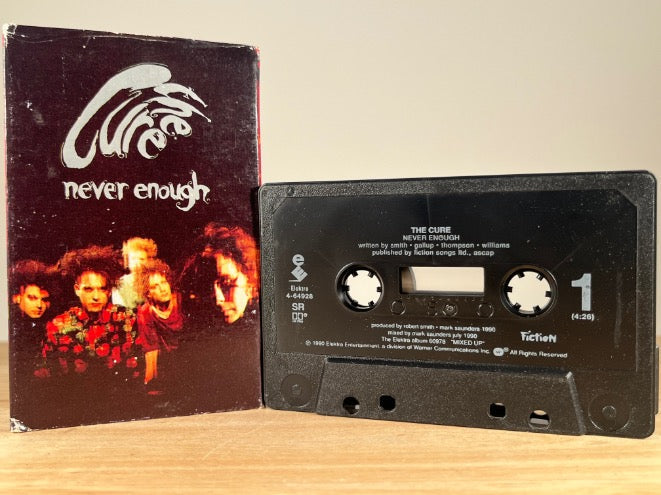 The Cure
never enough
THE CURE
NEVER ENOUGH
written by smith · gallup · thompson · williams
published by fiction songs ltd., ascap
e
Elektra
4-64928
SR
1
(4:26)
produced by robert smith · mark saunders 1990
mixed by mark saunders july 1990
The Elektra album 60978 "MIXED UP"
FICTION
℗ 1990 Elektra Entertainment, a division of Warner Communications Inc. ® All Rights Reserved